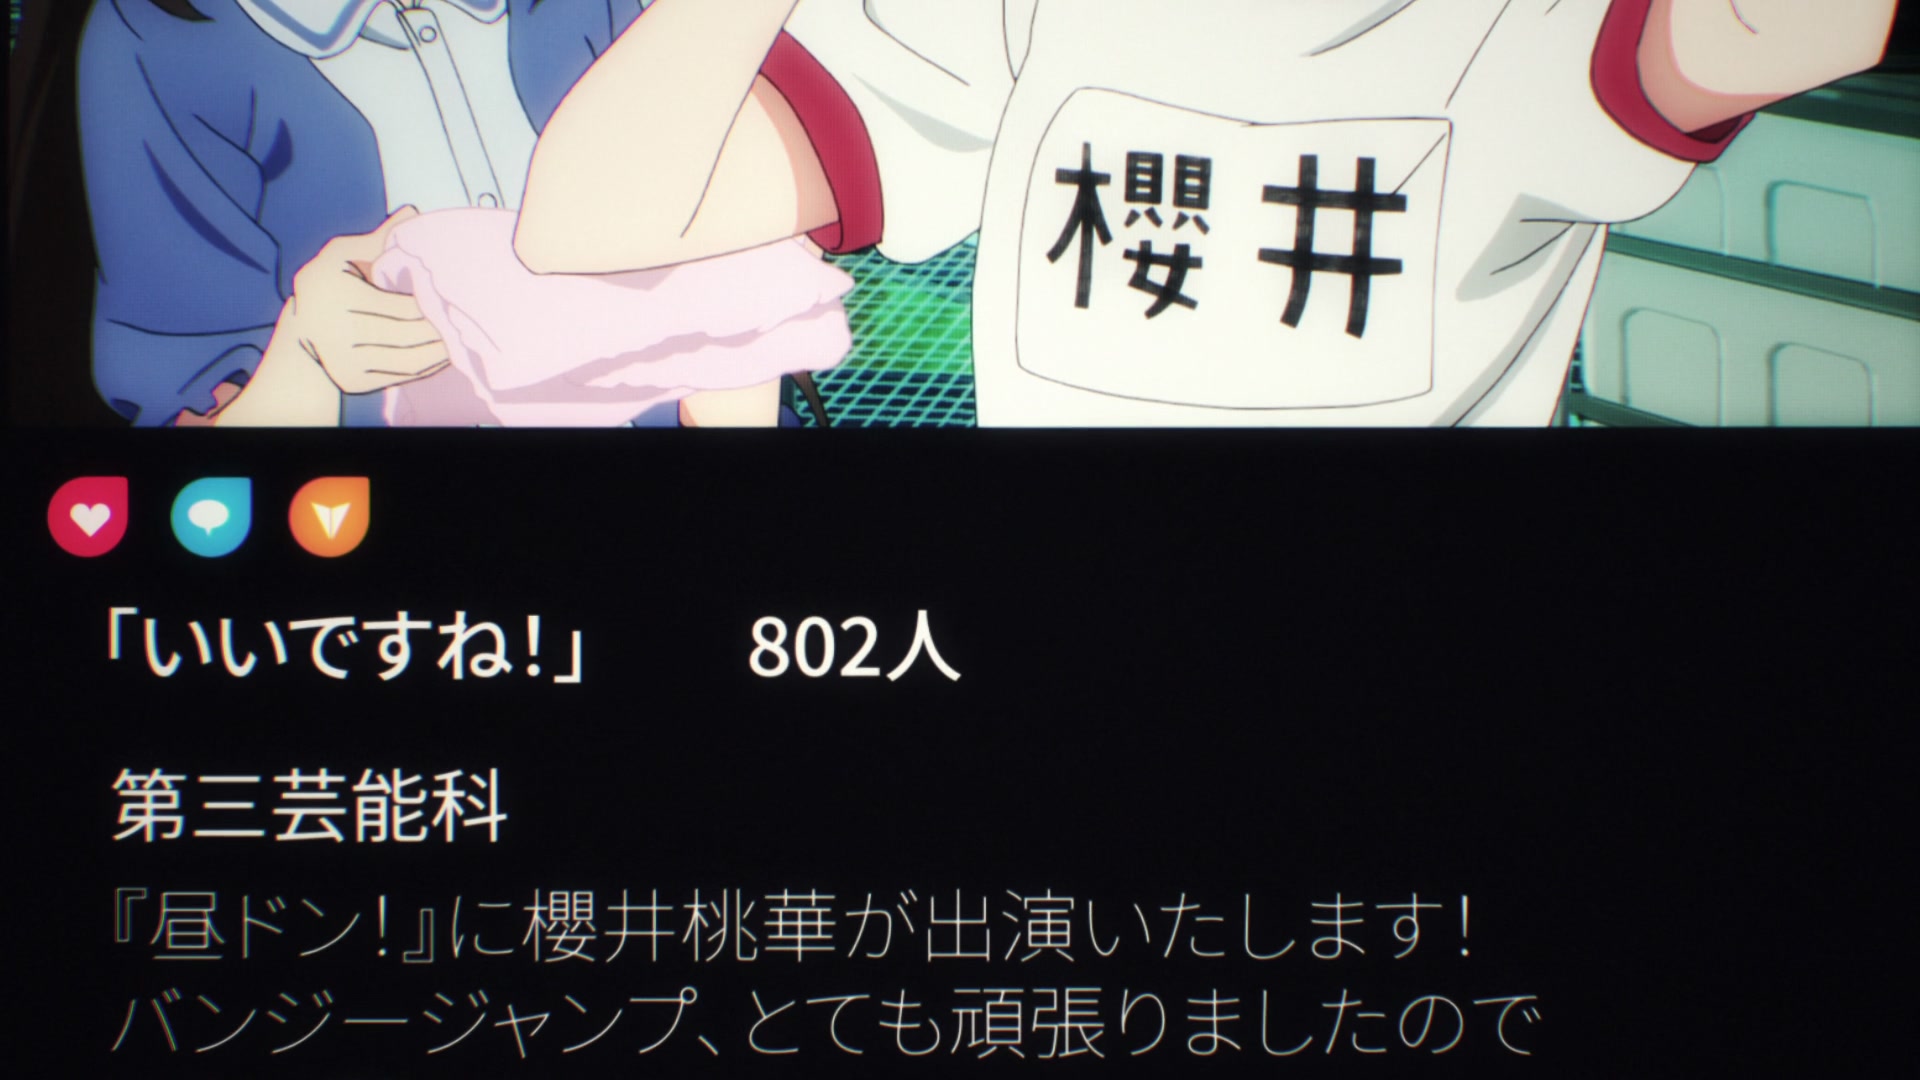 櫻井
「いいですね!」 802人
第三芸能科
『昼ドン!』に櫻井桃華が出演いたします!
バンジージャンプ、とても頑張りましたので